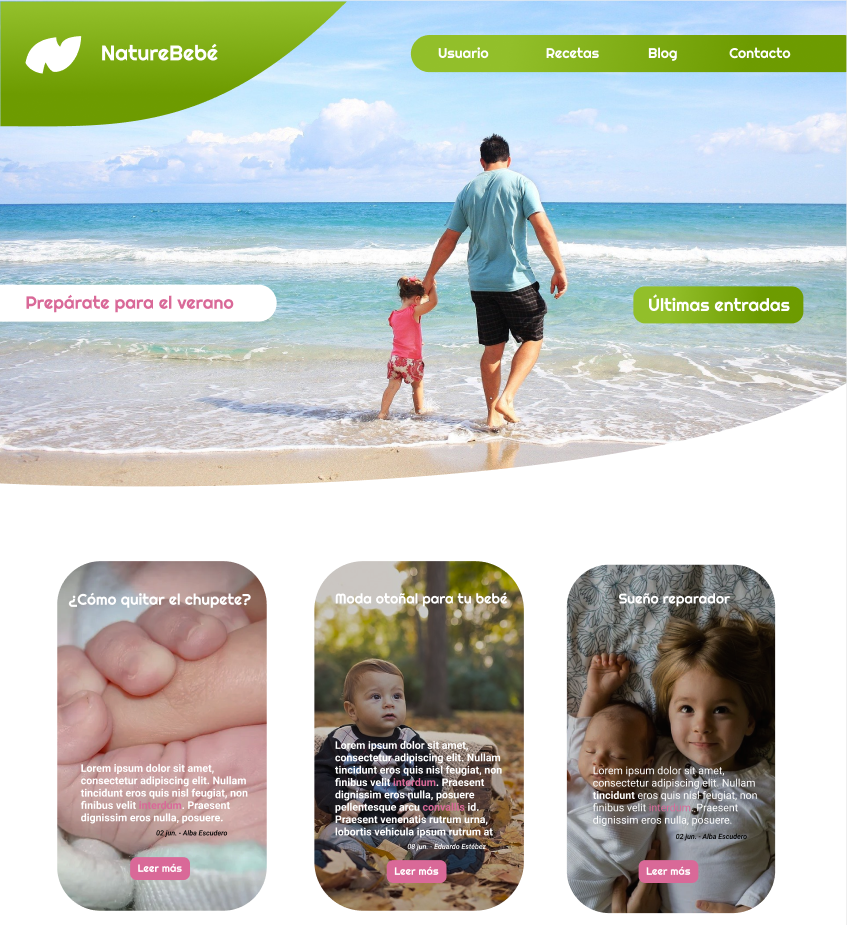 NatureBebé
Usuario Recetas Blog Contacto
Prepárate para el verano
Últimas entradas
¿Cómo quitar el chupete?
Lorem ipsum dolor sit amet,
consectetur adipiscing elit. Nullam
tincidunt eros quis nisl feugiat, non
finibus velit interdum. Praesent
dignissim eros nulla, posuere.
02 jun. - Alba Escudero
Leer más
Moda otoñal para tu bebé
Lorem ipsum dolor sit amet,
consectetur adipiscing elit. Nullam
tincidunt eros quis nisl feugiat, non
finibus velit interdum. Praesent
dignissim eros nulla, posuere
pellentesque arcu convallis id.
Praesent venenatis rutrum urna,
lobortis vehicula ipsum rutrum at
08 jun. - Eduardo Estébez
Leer más
Sueño reparador
Lorem ipsum dolor sit amet,
consectetur adipiscing elit. Nullam
tincidunt eros quis nisl feugiat, non
finibus velit interdum. Praesent
dignissim eros nulla, posuere.
02 jun. - Alba Escudero
Leer más